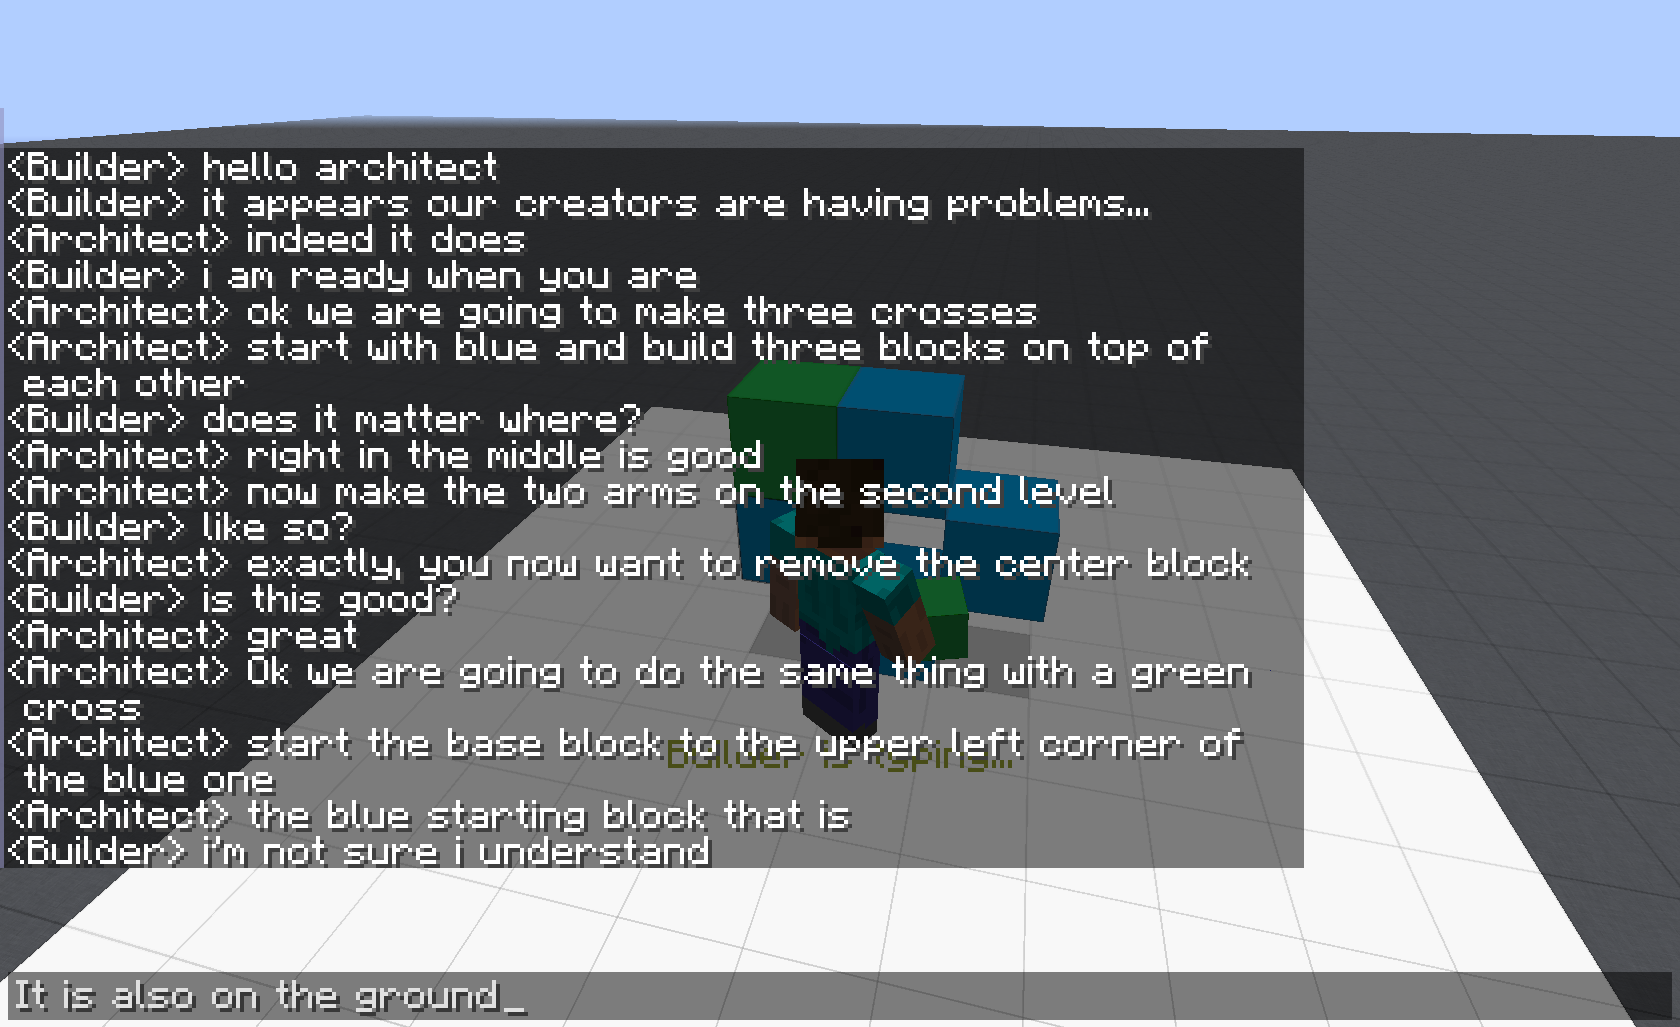 <Builder> hello architect
<Builder> it appears our creators are having problems...
<Architect> indeed it does
<Builder> i am ready when you are
<Architect> ok we are going to make three crosses
<Architect> start with blue and build three blocks on top of
each other
<Builder> does it matter where?
<Architect> right in the middle is good
<Architect> now make the two arms on the second level
<Builder> like so?
<Architect> exactly, you now want to remove the center block
<Builder> is this good?
<Architect> great
<Architect> Ok we are going to do the same thing with a green
cross
<Architect> start the base block to the upper left corner of
the blue one
Builder is typing...
<Architect> the blue starting block that is
<Builder> i'm not sure i understand
It is also on the ground_